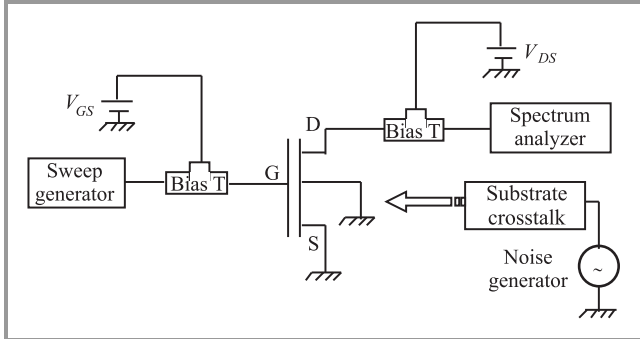 V_DS
V_GS
D
Bias T
Spectrum
analyzer
Sweep
generator
Bias T
G
Substrate
crosstalk
S
Noise
generator
~